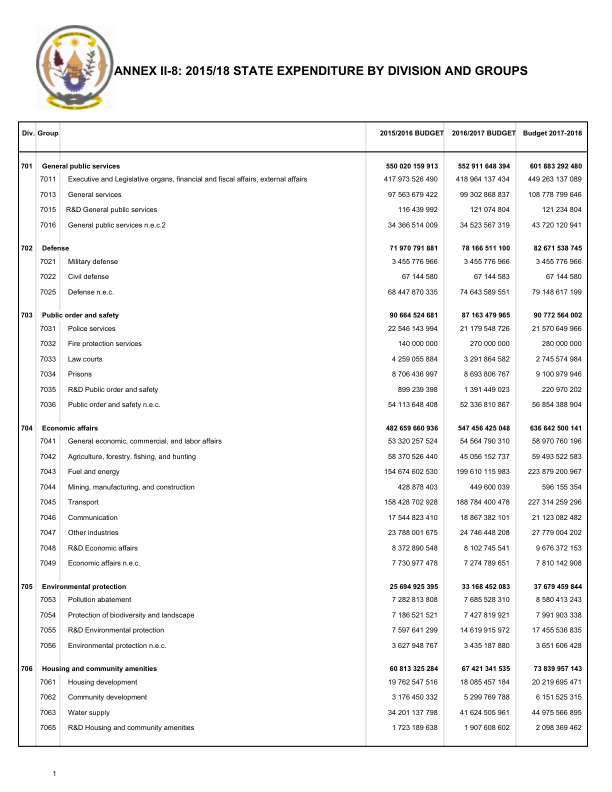 ANNEX II-8: 2015/18 STATE EXPENDITURE BY DIVISION AND GROUPS
Div. Group 2015/2016 BUDGET 2016/2017 BUDGET Budget 2017-2018
701 General public services 550 020 159 913 552 911 648 394 601 883 292 480
7011 Executive and Legislative organs, financial and fiscal affairs, external affairs 417 973 526 490 418 964 137 434 449 263 137 089
7013 General services 97 563 679 422 99 302 868 837 108 778 799 646
7015 R&D General public services 116 439 992 121 074 804 121 234 804
7016 General public services n.e.c.2 34 366 514 009 34 523 567 319 43 720 120 941
702 Defense 71 970 791 881 78 166 511 100 82 671 538 745
7021 Military defense 3 455 776 966 3 455 776 966 3 455 776 966
7022 Civil defense 67 144 580 67 144 583 67 144 580
7025 Defense n.e.c. 68 447 870 335 74 643 589 551 79 148 617 199
703 Public order and safety 90 664 524 681 87 163 479 965 90 772 564 002
7031 Police services 22 546 143 994 21 179 548 726 21 570 649 966
7032 Fire protection services 140 000 000 270 000 000 280 000 000
7033 Law courts 4 259 055 884 3 291 864 582 2 745 574 984
7034 Prisons 8 706 436 997 8 693 806 767 9 100 979 946
7035 R&D Public order and safety 899 239 398 1 391 449 023 220 970 202
7036 Public order and safety n.e.c. 54 113 648 408 52 336 810 867 56 854 388 904
704 Economic affairs 482 659 660 936 547 456 425 048 636 642 500 141
7041 General economic, commercial, and labor affairs 53 320 257 524 54 564 790 310 58 970 760 196
7042 Agriculture, forestry, fishing, and hunting 58 370 526 440 45 056 152 737 59 493 522 583
7043 Fuel and energy 154 674 602 530 199 610 115 983 223 879 200 967
7044 Mining, manufacturing, and construction 428 878 403 449 600 039 596 155 354
7045 Transport 158 428 702 928 188 784 400 478 227 314 259 296
7046 Communication 17 544 823 410 18 867 382 101 21 123 082 482
7047 Other industries 23 788 001 675 24 746 448 208 27 779 004 202
7048 R&D Economic affairs 8 372 890 548 8 102 745 541 9 676 372 153
7049 Economic affairs n.e.c. 7 730 977 478 7 274 789 651 7 810 142 908
705 Environmental protection 25 694 925 395 33 168 452 083 37 679 459 844
7053 Pollution abatement 7 282 813 808 7 685 528 310 8 580 413 243
7054 Protection of biodiversity and landscape 7 186 521 521 7 427 819 921 7 991 903 338
7055 R&D Environmental protection 7 597 641 299 14 619 915 972 17 455 536 835
7056 Environmental protection n.e.c. 3 627 948 767 3 435 187 880 3 651 606 428
706 Housing and community amenities 60 813 325 284 67 421 341 535 73 839 957 143
7061 Housing development 19 762 547 516 18 085 457 184 20 219 695 471
7062 Community development 3 176 450 332 5 299 769 788 6 151 525 315
7063 Water supply 34 201 137 798 41 624 505 961 44 975 566 895
7065 R&D Housing and community amenities 1 723 189 638 1 907 608 602 2 098 369 462
1